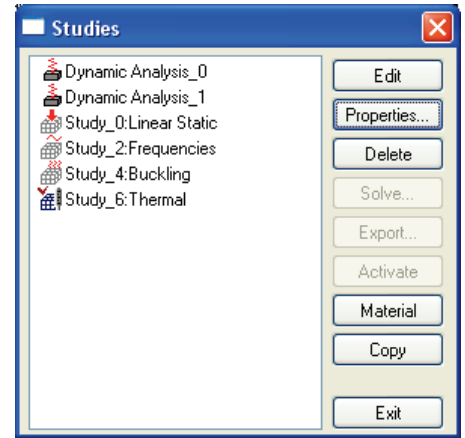 Studies
Dynamic Analysis_0
Dynamic Analysis_1
Study_0:Linear Static
Study_2:Frequencies
Study_4:Buckling
Study_6:Thermal
Edit
Properties...
Delete
Solve...
Export...
Activate
Material
Copy
Exit